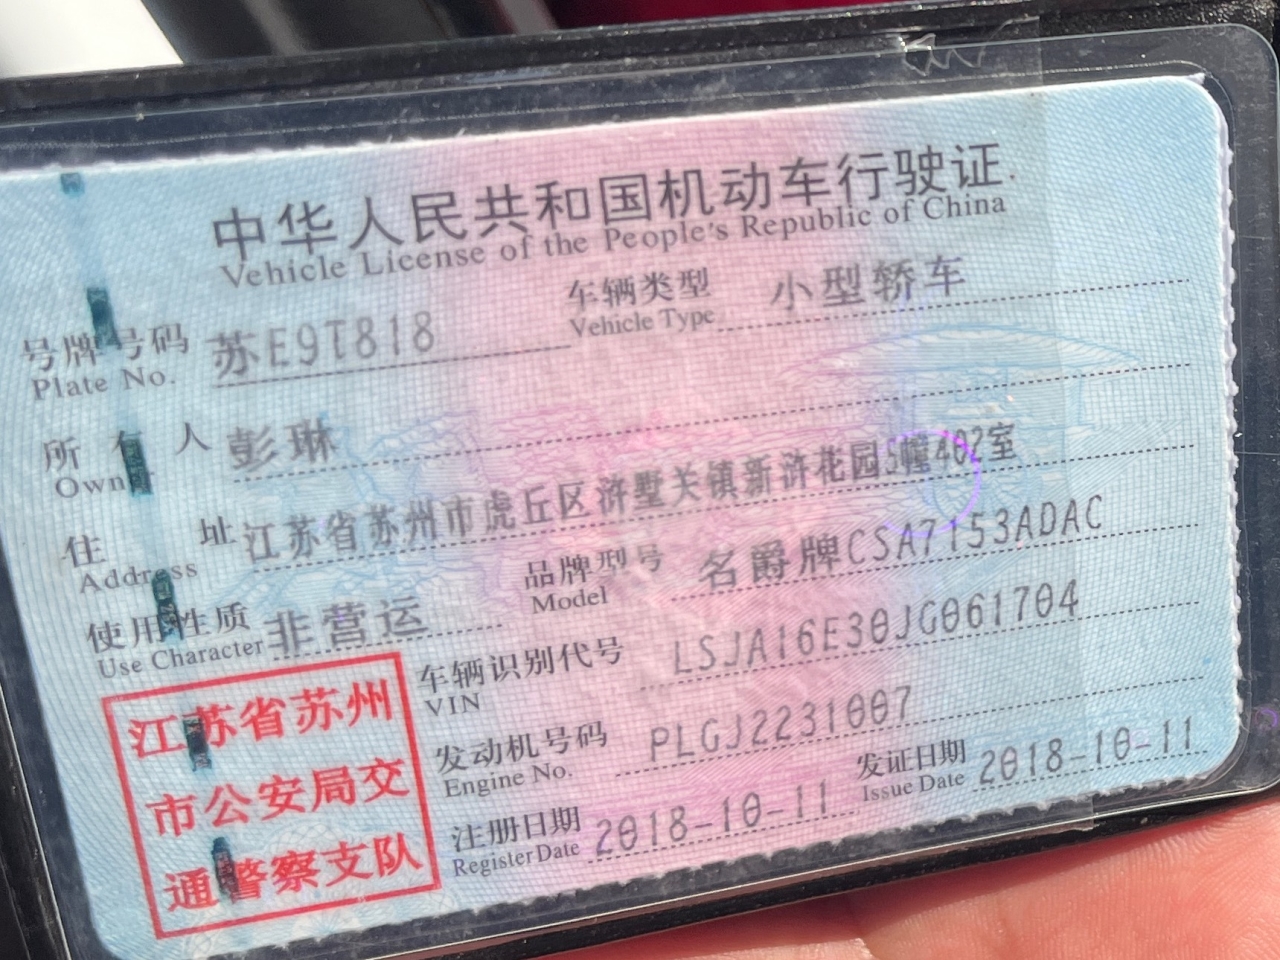 中华人民共和国机动车行驶证
Vehicle License of the People's Republic of China
号牌号码 苏E9T818 车辆类型 小型轿车
Plate No. Vehicle Type
所有人 彭琳
Owner
住址 江苏省苏州市虎丘区浒墅关镇新浒花园5幢402室
Address
使用性质 非营运 品牌型号 名爵牌CSA7153ADAC
Use Character Model
车辆识别代号 LSJA16E30JG061704
VIN
发动机号码 PLGJ2231007
Engine No.
注册日期 2018-10-11 发证日期 2018-10-11
Register Date Issue Date
江苏省苏州
市公安局交
通警察支队